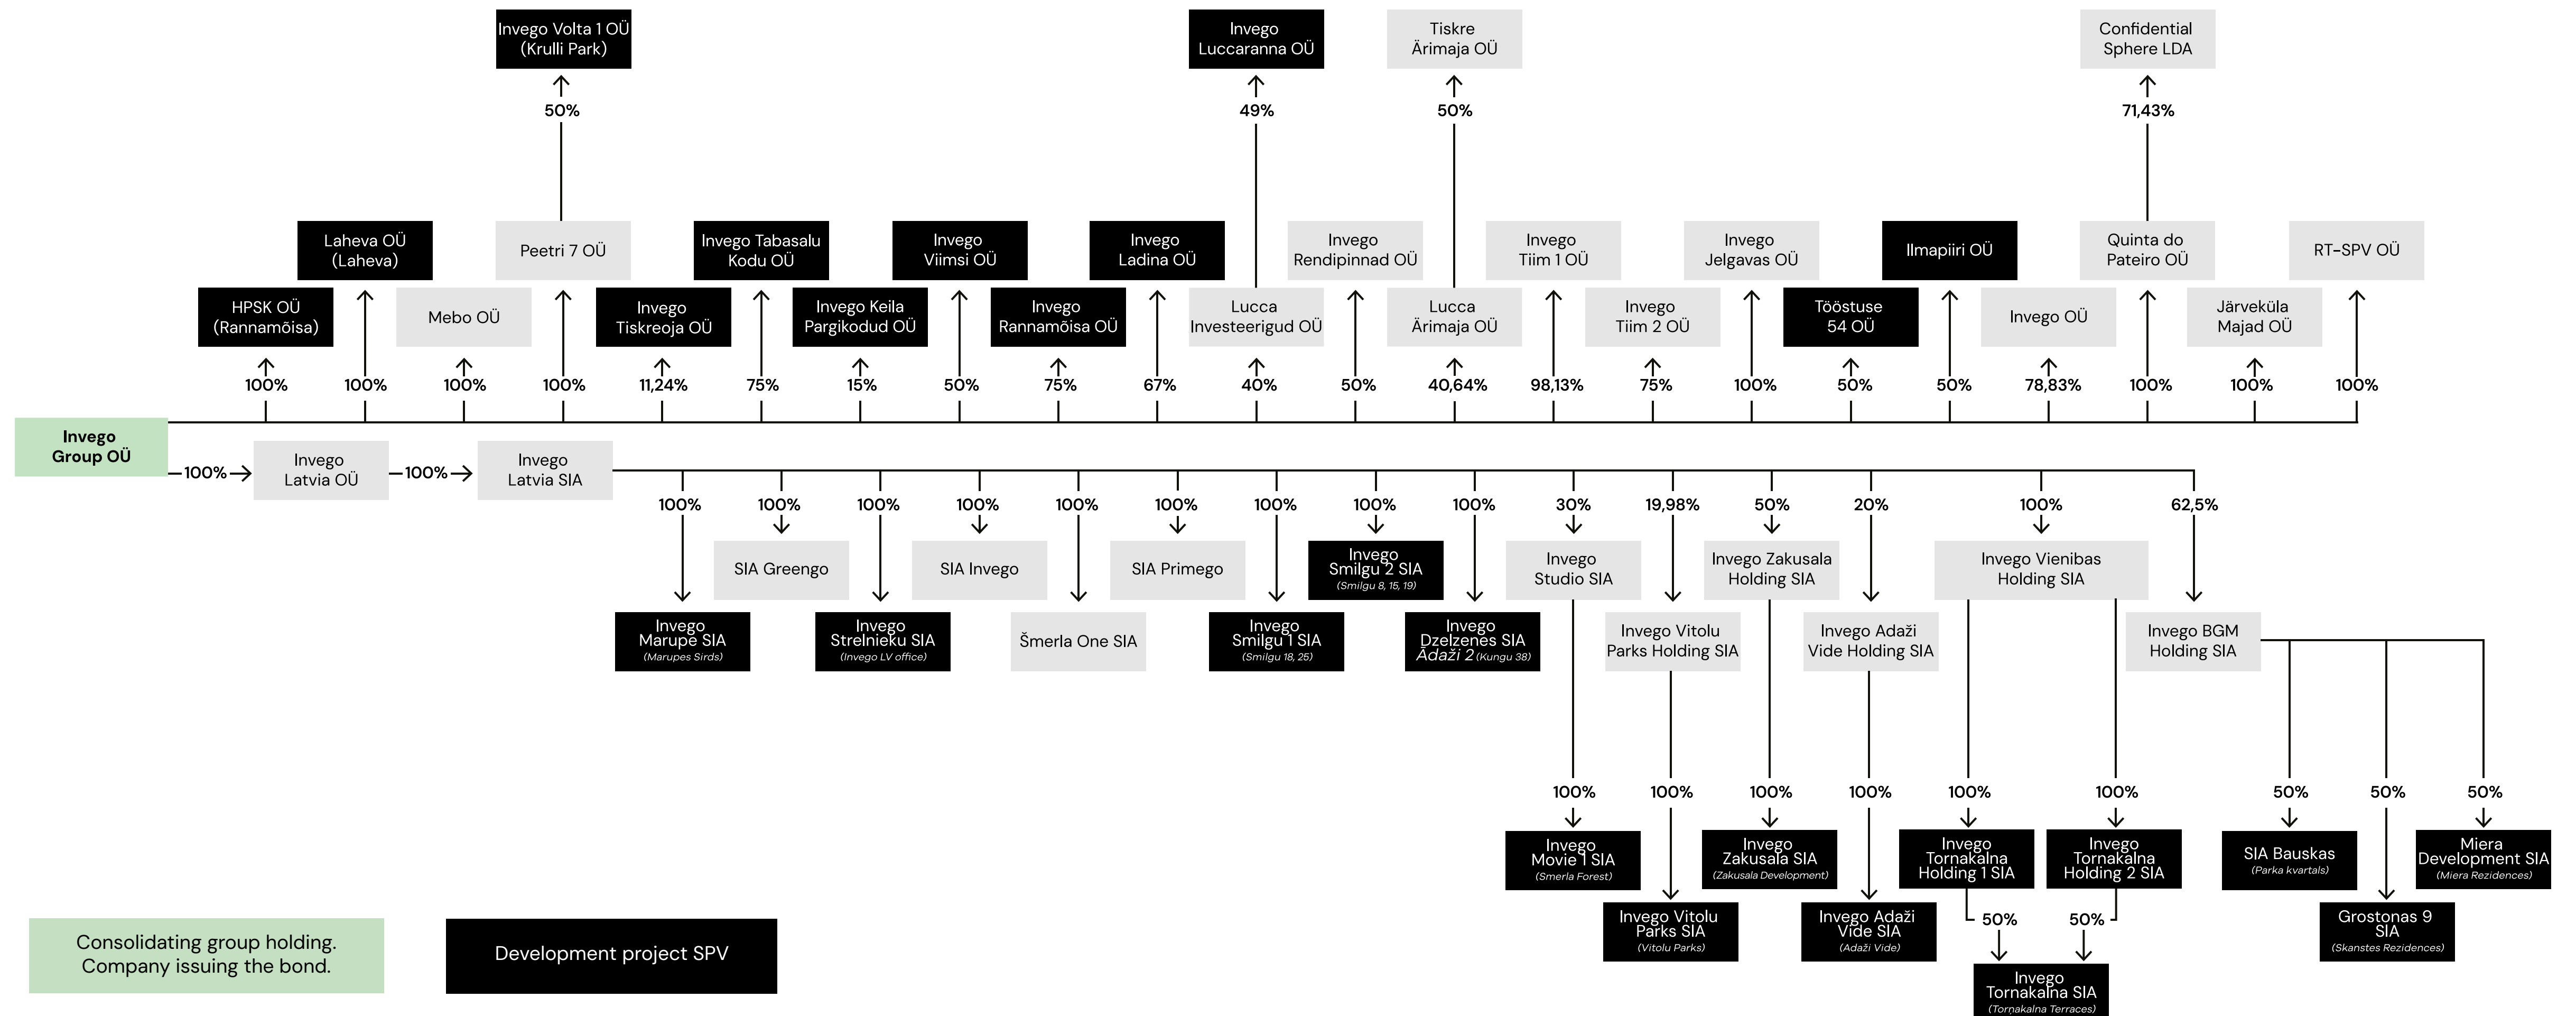 Invego Volta 1 OÜ
(Krulli Park)
Invego
Luccaranna OÜ
Tiskre
Ärimaja OÜ
Confidential
Sphere LDA
50%
49%
50%
71,43%
Laheva OÜ
(Laheva)
Peetri 7 OÜ
Invego Tabasalu
Kodu OÜ
Invego
Viimsi OÜ
Invego
Ladina OÜ
Invego
Rendipinnad OÜ
Invego
Tiim 1 OÜ
Invego
Jelgavas OÜ
Ilmapiiri OÜ
Quinta do
Pateiro OÜ
RT-SPV OÜ
HPSK OÜ
(Rannamõisa)
Mebo OÜ
Invego
Tiskreoja OÜ
Invego Keila
Pargikodud OÜ
Invego
Rannamõisa OÜ
Lucca
Investeerigud OÜ
Lucca
Ärimaja OÜ
Invego
Tiim 2 OÜ
Tööstuse
54 OÜ
Invego OÜ
Järveküla
Majad OÜ
100%
100%
100%
100%
11,24%
75%
15%
50%
75%
67%
40%
50%
40,64%
98,13%
75%
100%
50%
50%
78,83%
100%
100%
100%
Invego
Group OÜ
100%
Invego
Latvia OÜ
100%
Invego
Latvia SIA
100%
100%
100%
100%
100%
100%
100%
100%
100%
30%
19,98%
50%
20%
100%
62,5%
SIA Greengo
SIA Invego
SIA Primego
Invego
Smilgu 2 SIA
(Smilgu 8, 15, 19)
Invego
Studio SIA
Invego Zakusala
Holding SIA
Invego Vienibas
Holding SIA
Invego
Marupe SIA
(Marupes Sirds)
Invego
Strelnieku SIA
(Invego LV office)
Šmerla One SIA
Invego
Smilgu 1 SIA
(Smilgu 18, 25)
Invego
Dzelzenes SIA
Ādaži 2 (Kungu 38)
Invego Vitolu
Parks Holding SIA
Invego Adaži
Vide Holding SIA
Invego BGM
Holding SIA
100%
100%
100%
100%
100%
100%
50%
50%
50%
Invego
Movie 1 SIA
(Smerla Forest)
Invego
Zakusala SIA
(Zakusala Development)
Invego
Tornakalna
Holding 1 SIA
Invego
Tornakalna
Holding 2 SIA
SIA Bauskas
(Parka kvartals)
Miera
Development SIA
(Miera Rezidences)
Invego Vitolu
Parks SIA
(Vitolu Parks)
Invego Adaži
Vide SIA
(Adaži Vide)
50%
50%
Grostonas 9
SIA
(Skanstes Rezidences)
Invego
Tornakalna SIA
(Torņakalna Terraces)
Consolidating group holding.
Company issuing the bond.
Development project SPV